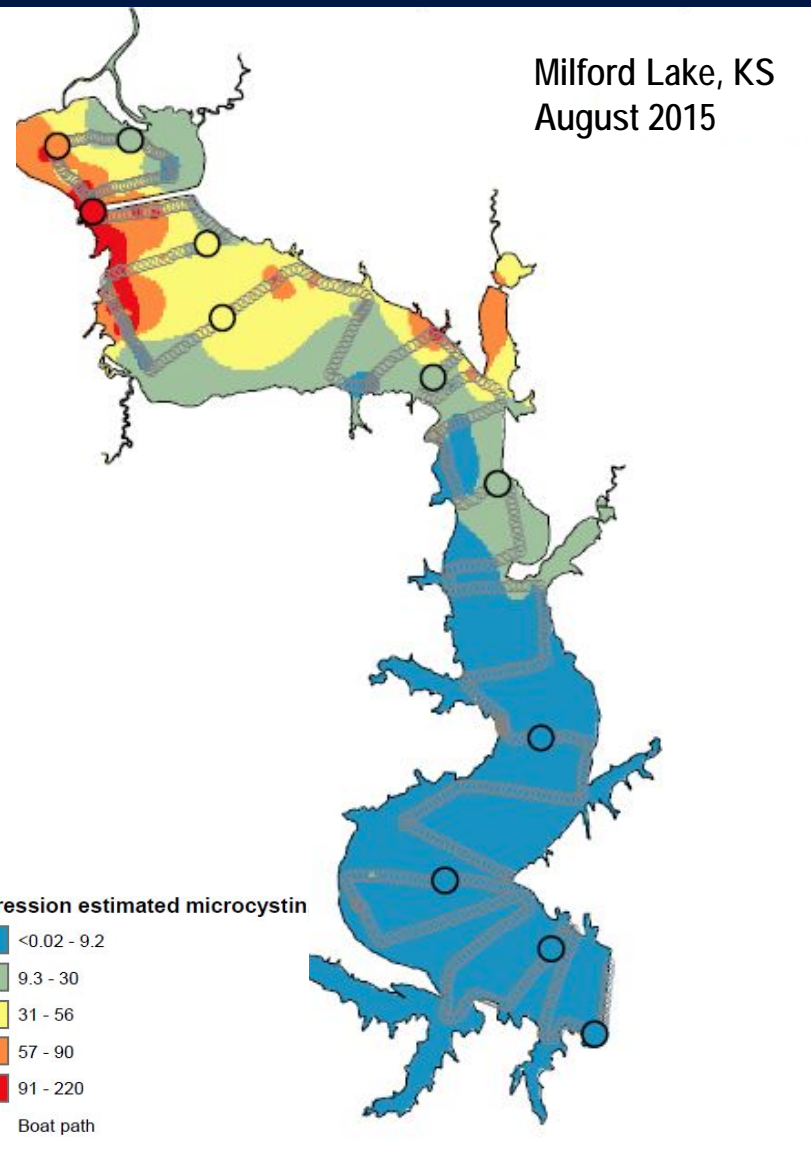 Milford Lake, KS
August 2015
ression estimated microcystin
<0.02 - 9.2
9.3 - 30
31 - 56
57 - 90
91 - 220
Boat path